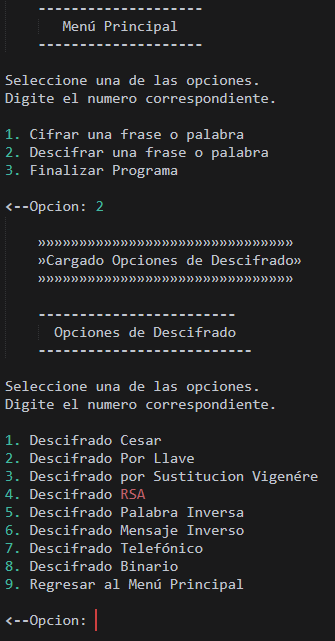 --------------------
Menú Principal
--------------------
Seleccione una de las opciones.
Digite el numero correspondiente.
1. Cifrar una frase o palabra
2. Descifrar una frase o palabra
3. Finalizar Programa
<--Opcion: 2
»»»»»»»»»»»»»»»»»»»»»»»»»»»»»»»
»Cargado Opciones de Descifrado»
»»»»»»»»»»»»»»»»»»»»»»»»»»»»»»»
------------------------
Opciones de Descifrado
--------------------------
Seleccione una de las opciones.
Digite el numero correspondiente.
1. Descifrado Cesar
2. Descifrado Por Llave
3. Descifrado por Sustitucion Vigenére
4. Descifrado RSA
5. Descifrado Palabra Inversa
6. Descifrado Mensaje Inverso
7. Descifrado Telefónico
8. Descifrado Binario
9. Regresar al Menú Principal
<--Opcion: